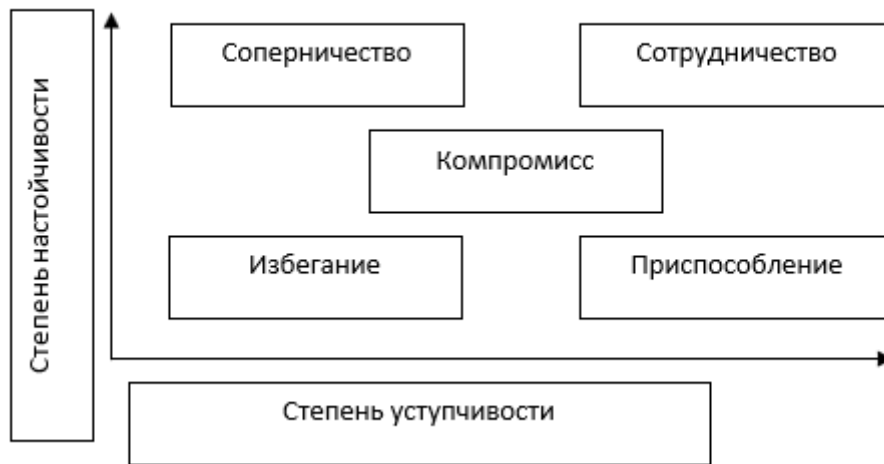 Степень настойчивости
Соперничество
Сотрудничество
Компромисс
Избегание
Приспособление
Степень уступчивости